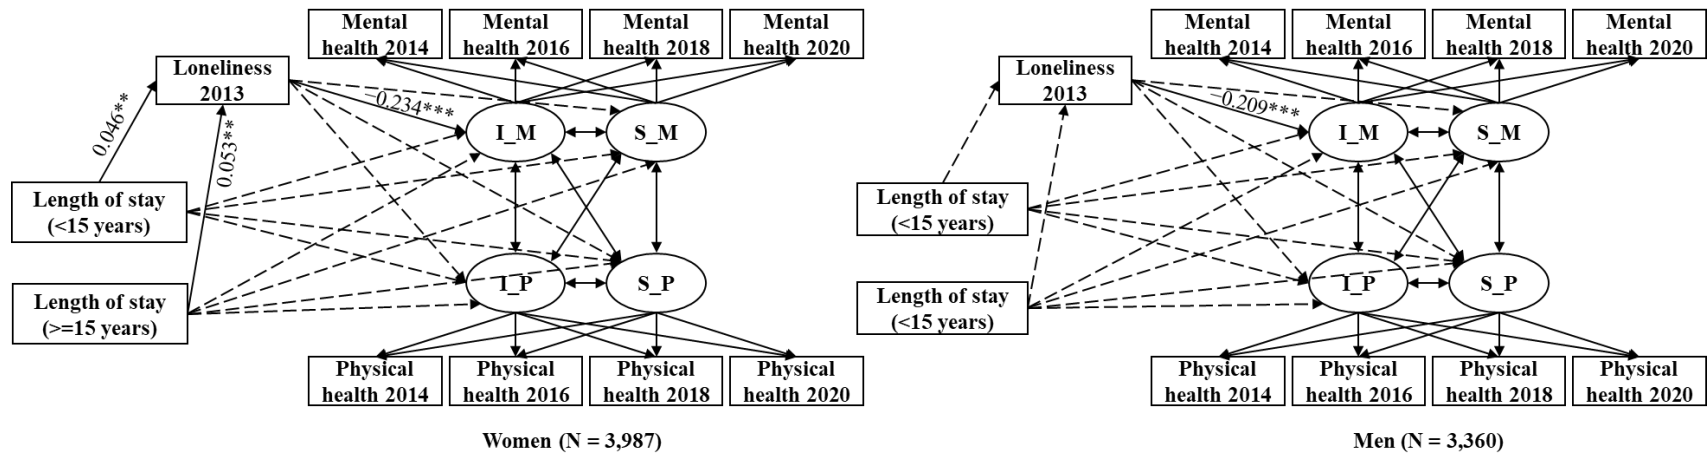 Mental
health 2014
Mental
health 2016
Mental
health 2018
Mental
health 2020
Loneliness
2013
−0.234***
0.046**
0.053**
I_M
S_M
Length of stay
(<15 years)
Length of stay
(>=15 years)
I_P
S_P
Physical
health 2014
Physical
health 2016
Physical
health 2018
Physical
health 2020
Women (N = 3,987)
Mental
health 2014
Mental
health 2016
Mental
health 2018
Mental
health 2020
Loneliness
2013
−0.209***
I_M
S_M
Length of stay
(<15 years)
Length of stay
(<15 years)
I_P
S_P
Physical
health 2014
Physical
health 2016
Physical
health 2018
Physical
health 2020
Men (N = 3,360)